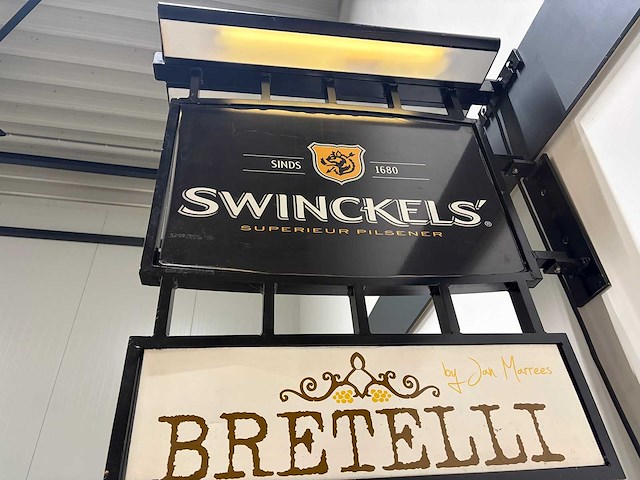 SINDS 1680
SWINCKELS'®
SUPERIEUR PILSENER
by Jan Marrees
BRETELLI